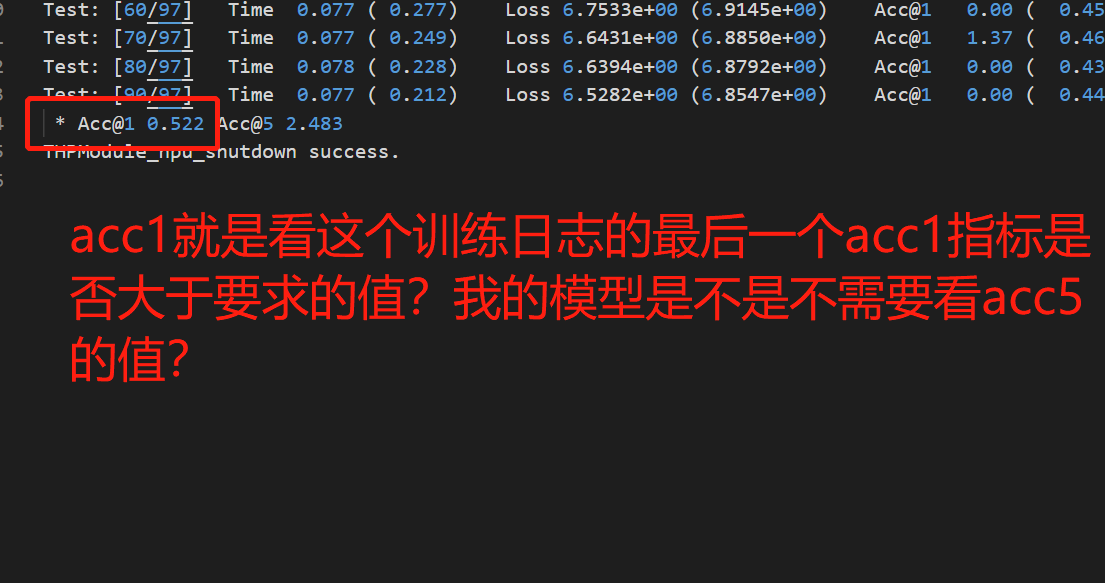 Test: [60/97] Time 0.077 ( 0.277) Loss 6.7533e+00 (6.9145e+00) Acc@1 0.00 ( 0.45
Test: [70/97] Time 0.077 ( 0.249) Loss 6.6431e+00 (6.8850e+00) Acc@1 1.37 ( 0.46
Test: [80/97] Time 0.078 ( 0.228) Loss 6.6394e+00 (6.8792e+00) Acc@1 0.00 ( 0.43
Test: [90/97] Time 0.077 ( 0.212) Loss 6.5282e+00 (6.8547e+00) Acc@1 0.00 ( 0.44
* Acc@1 0.522 Acc@5 2.483
THPModule_npu_shutdown success.
acc1就是看这个训练日志的最后一个acc1指标是
否大于要求的值？我的模型是不是不需要看acc5
的值？